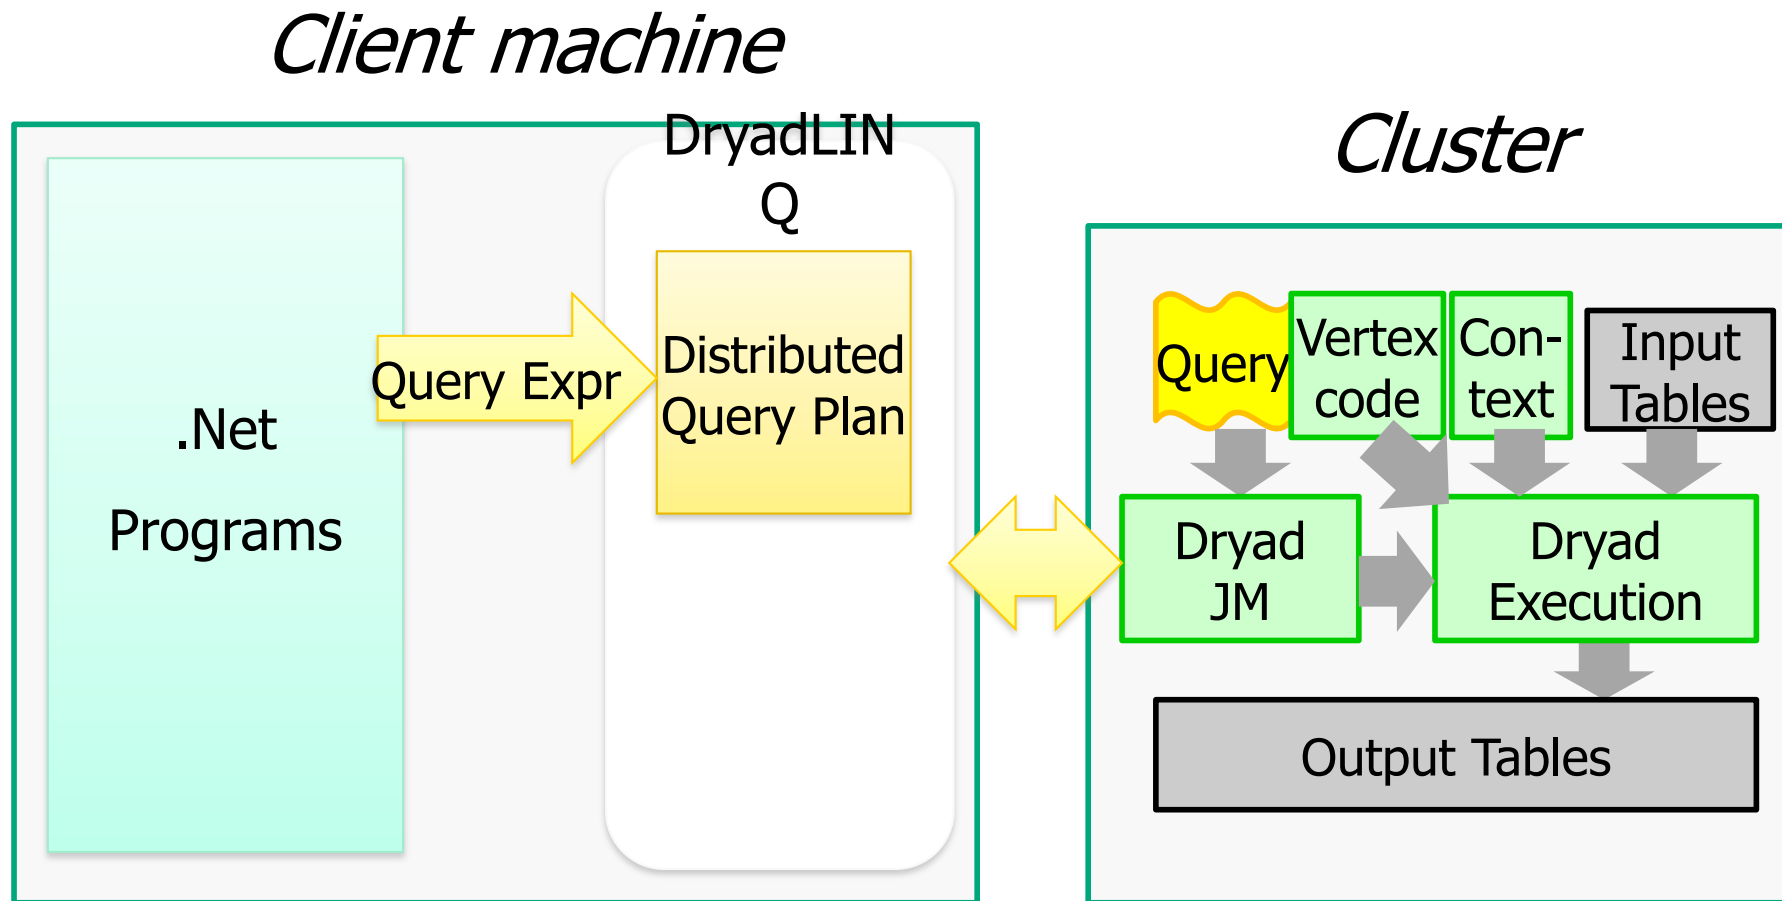 Client machine
DryadLIN
Q
.Net
Programs
Query Expr
Distributed
Query Plan
Cluster
Query
Vertex
code
Con-
text
Input
Tables
Dryad
JM
Dryad
Execution
Output Tables